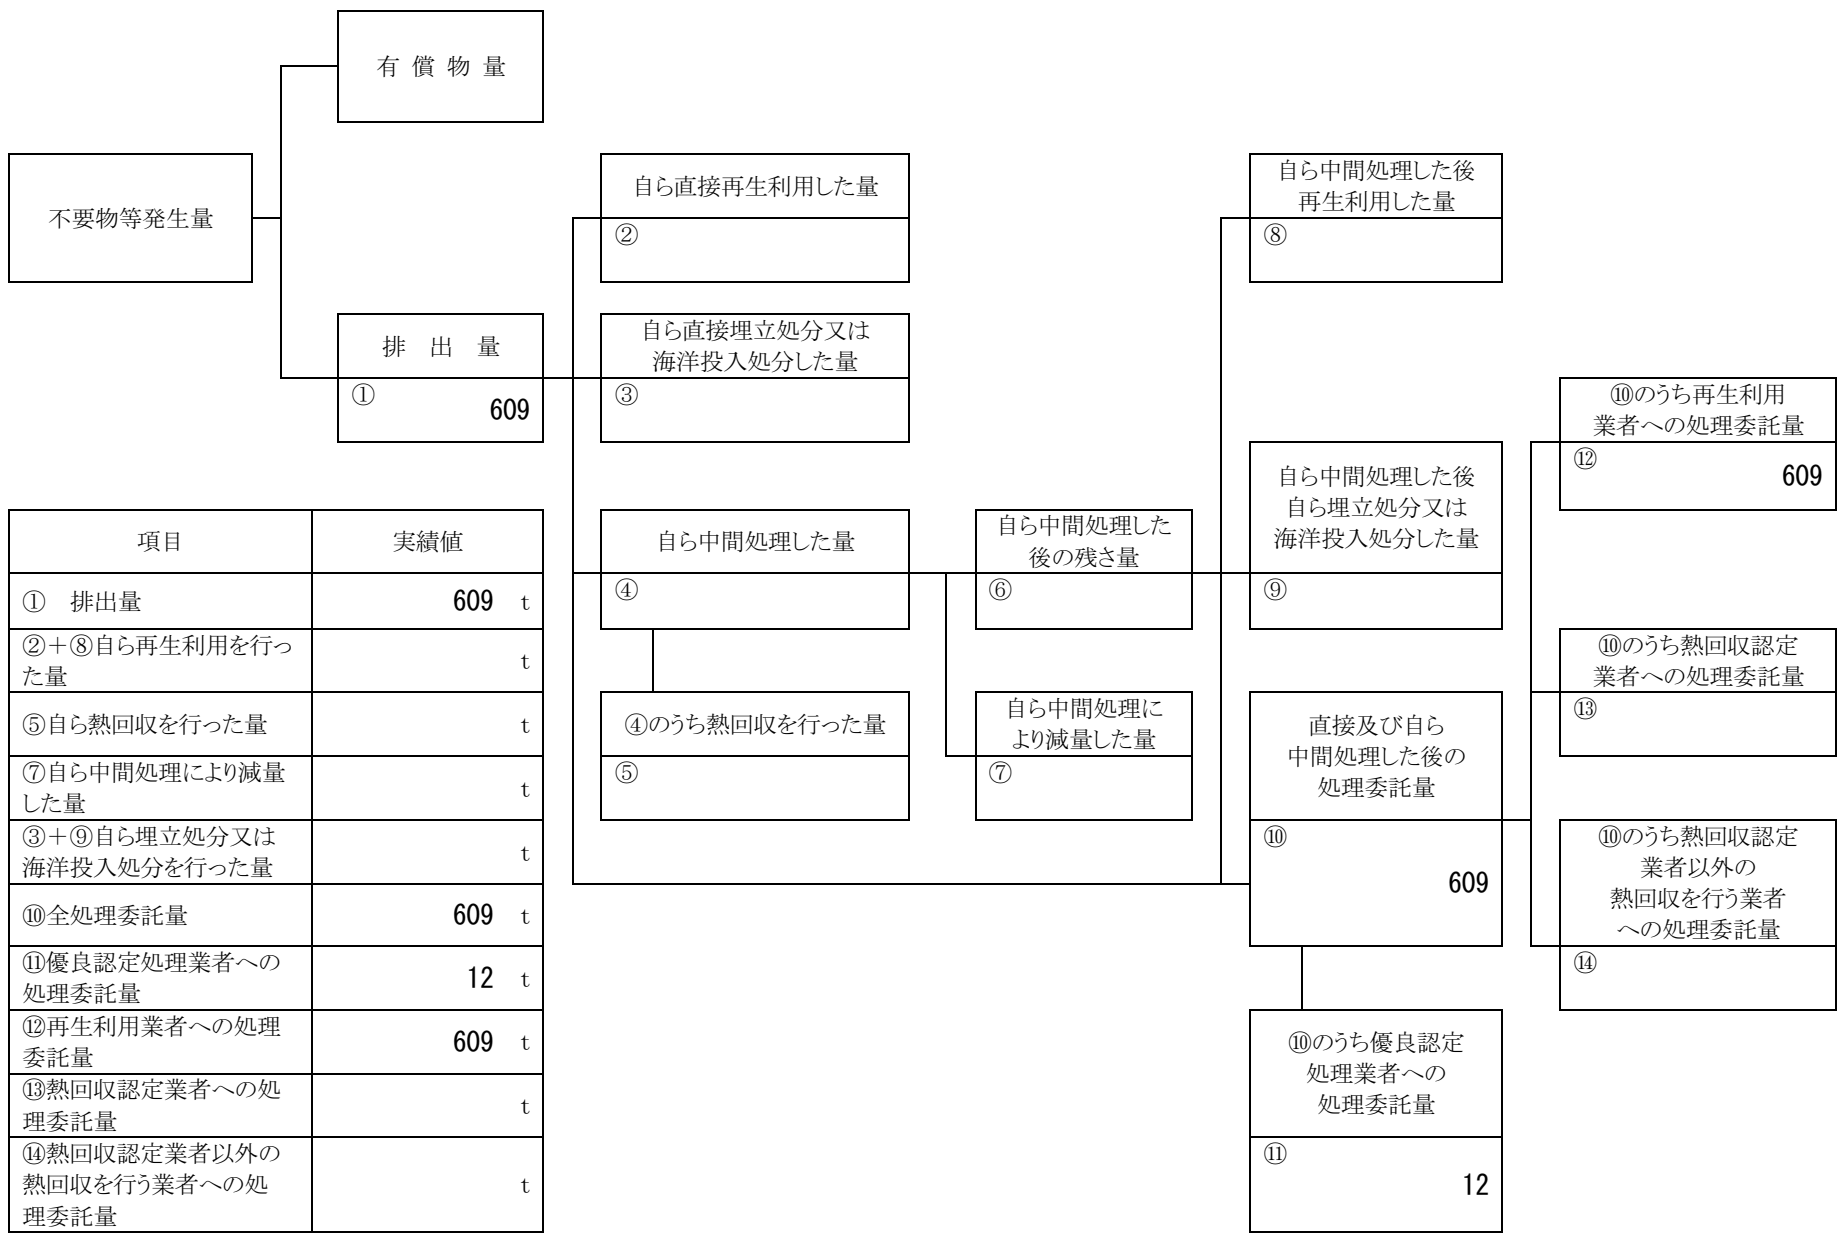 有 償 物 量
不要物等発生量
自ら直接再生利用した量
②
自ら中間処理した後
再生利用した量
⑧
排 出 量
①
609
自ら直接埋立処分又は
海洋投入処分した量
③
⑩のうち再生利用
業者への処理委託量
⑫
609
自ら中間処理した量
④
自ら中間処理した
後の残さ量
⑥
自ら中間処理した後
自ら埋立処分又は
海洋投入処分した量
⑨
⑩のうち熱回収認定
業者への処理委託量
⑬
④のうち熱回収を行った量
⑤
自ら中間処理に
より減量した量
⑦
直接及び自ら
中間処理した後の
処理委託量
⑩
609
⑩のうち熱回収認定
業者以外の
熱回収を行う業者
への処理委託量
⑭
⑩のうち優良認定
処理業者への
処理委託量
⑪
12
項目 実績値
① 排出量 609 t
②+⑧自ら再生利用を行っ
た量 t
⑤自ら熱回収を行った量 t
⑦自ら中間処理により減量
した量 t
③+⑨自ら埋立処分又は
海洋投入処分を行った量 t
⑩全処理委託量 609 t
⑪優良認定処理業者への
処理委託量 12 t
⑫再生利用業者への処理
委託量 609 t
⑬熱回収認定業者への処
理委託量 t
⑭熱回収認定業者以外の
熱回収を行う業者への処
理委託量 t